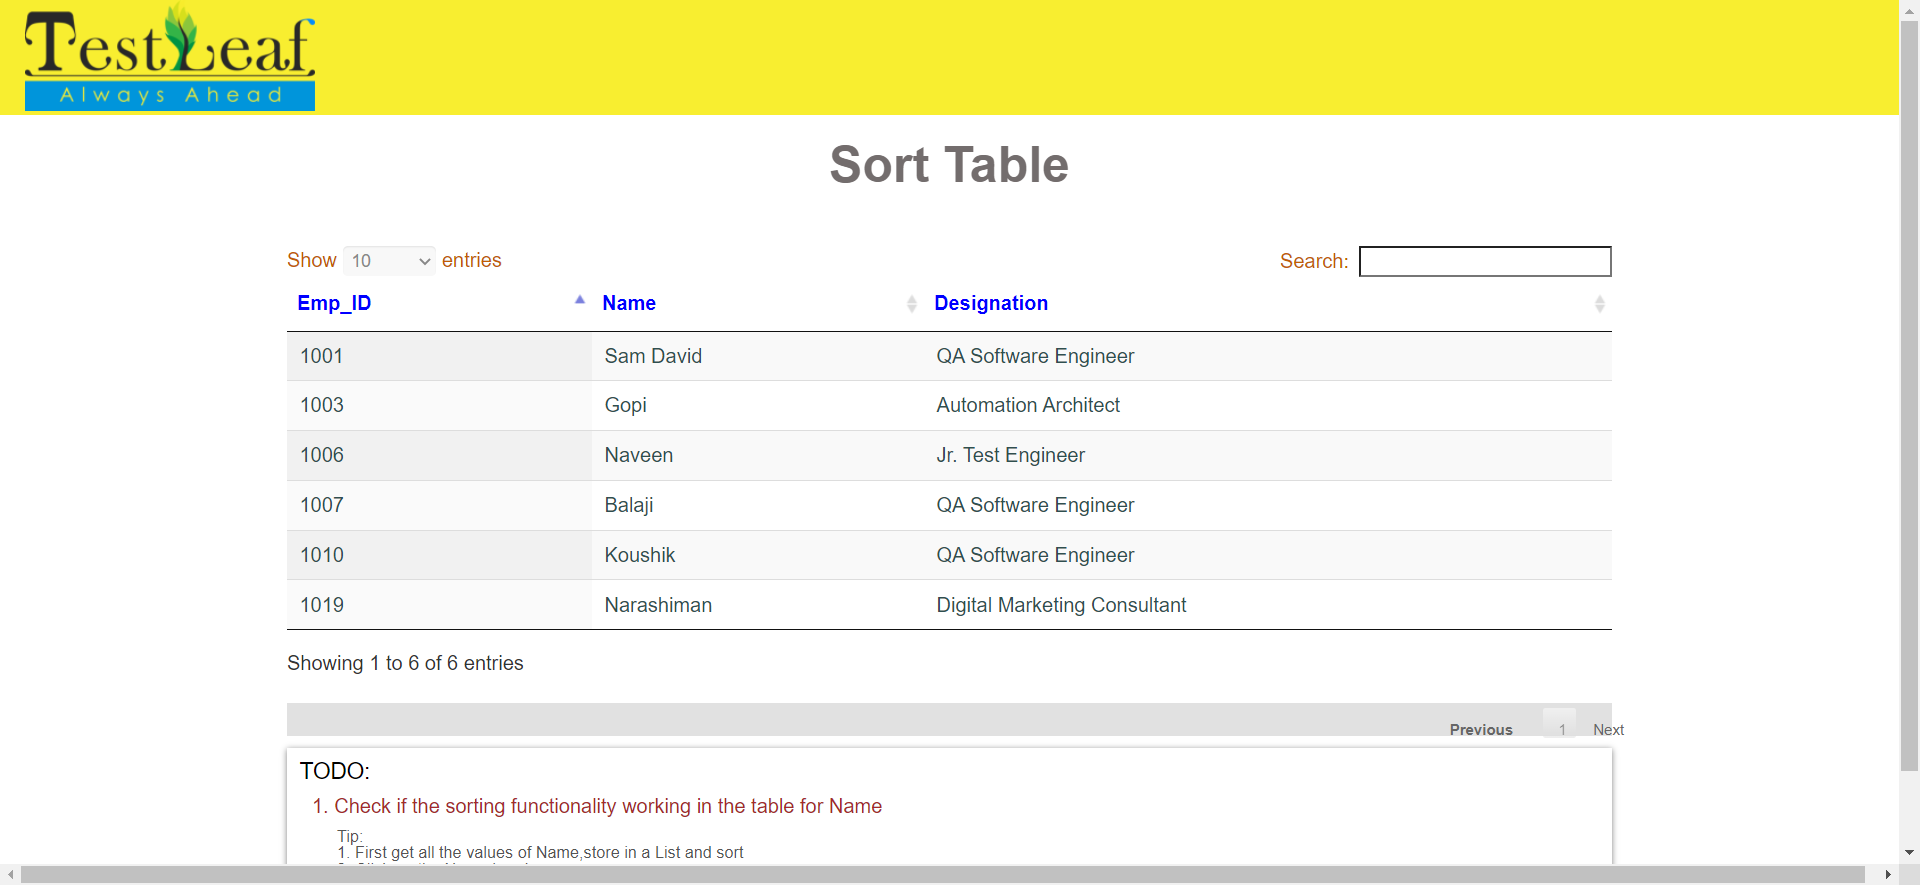 TestLeaf
Always Ahead
Sort Table
Show 10 entries
Search:
Emp_ID Name Designation
1001 Sam David QA Software Engineer
1003 Gopi Automation Architect
1006 Naveen Jr. Test Engineer
1007 Balaji QA Software Engineer
1010 Koushik QA Software Engineer
1019 Narashiman Digital Marketing Consultant
Showing 1 to 6 of 6 entries
Previous 1 Next
TODO:
1. Check if the sorting functionality working in the table for Name
Tip:
1. First get all the values of Name,store in a List and sort